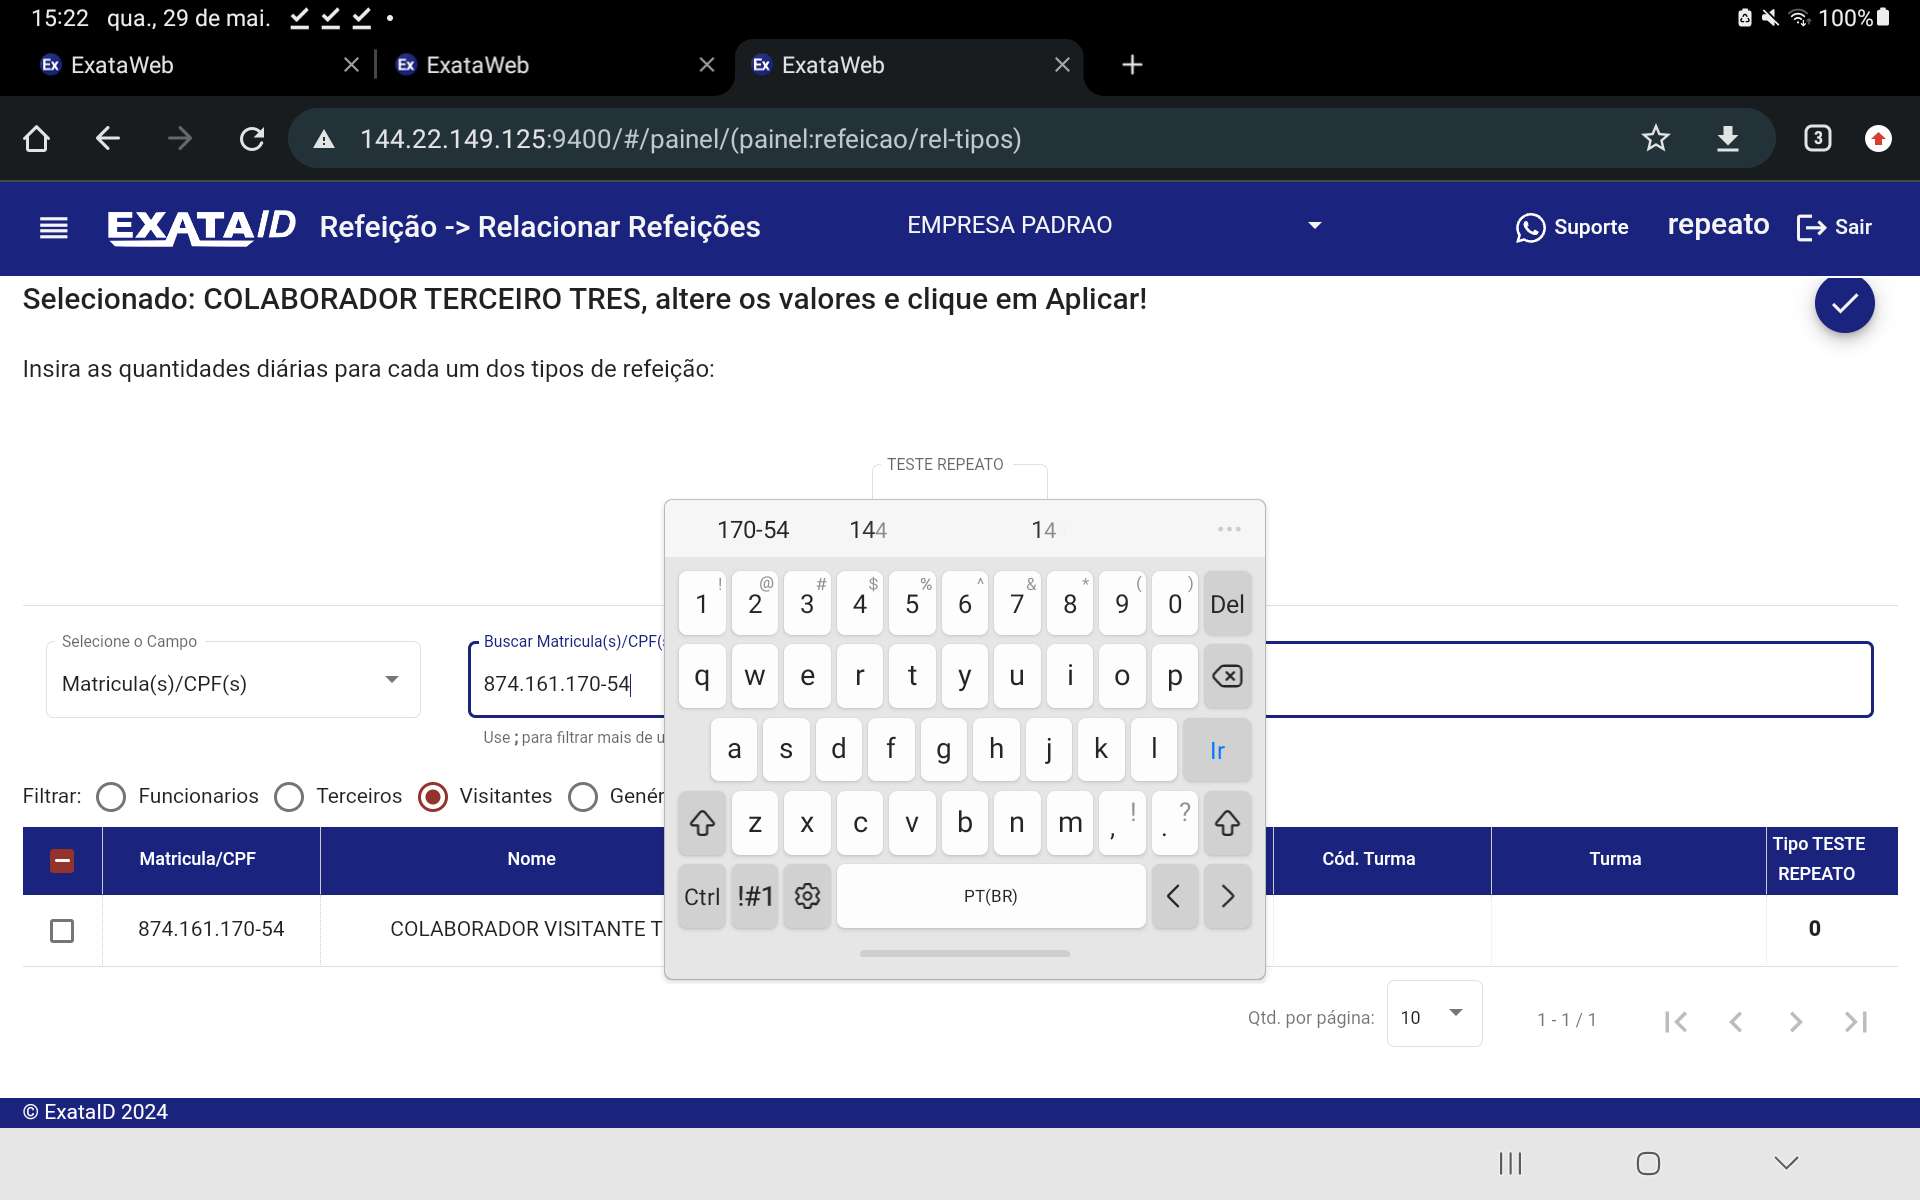 15:22 qua., 29 de mai.
100%
Ex ExataWeb
Ex ExataWeb
Ex ExataWeb
144.22.149.125:9400/#/painel/(painel:refeicao/rel-tipos)
3
EXATA/D Refeição -> Relacionar Refeições
EMPRESA PADRAO
Suporte
repeato
Sair
Selecionado: COLABORADOR TERCEIRO TRES, altere os valores e clique em Aplicar!
Insira as quantidades diárias para cada um dos tipos de refeição:
TESTE REPEATO
170-54 144 14 ...
! @ # $ % ^ & * ( )
1 2 3 4 5 6 7 8 9 0 Del
q w e r t y u i o p
a s d f g h j k l Ir
z x c v b n m , ! . ?
Ctrl !#1 PT(BR) < >
Selecione o Campo
Matricula(s)/CPF(s)
Buscar Matricula(s)/CPF(
874.161.170-54
Use ; para filtrar mais de
Filtrar: Funcionarios Terceiros Visitantes Genér
Matricula/CPF Nome Cód. Turma Turma Tipo TESTE REPEATO
874.161.170-54 COLABORADOR VISITANTE T 0
Qtd. por página: 10 1 - 1 / 1
© ExataID 2024